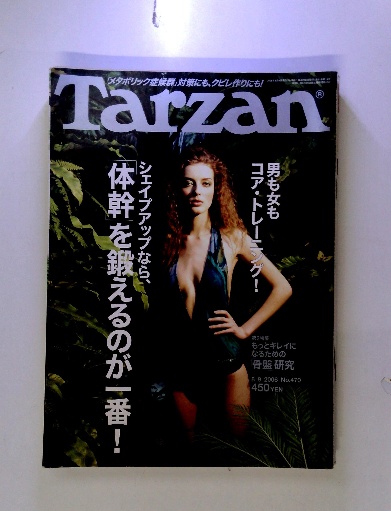 「メタボリック症候群」対策にも、クビレ作りにも!
Tarzan®
男も女も
コア・トレーニング!
シェイプアップなら、
「体幹」を鍛えるのが一番!
第2特集
もっとキレイに
なるための
骨盤研究
8 2006 No.470
450YEN